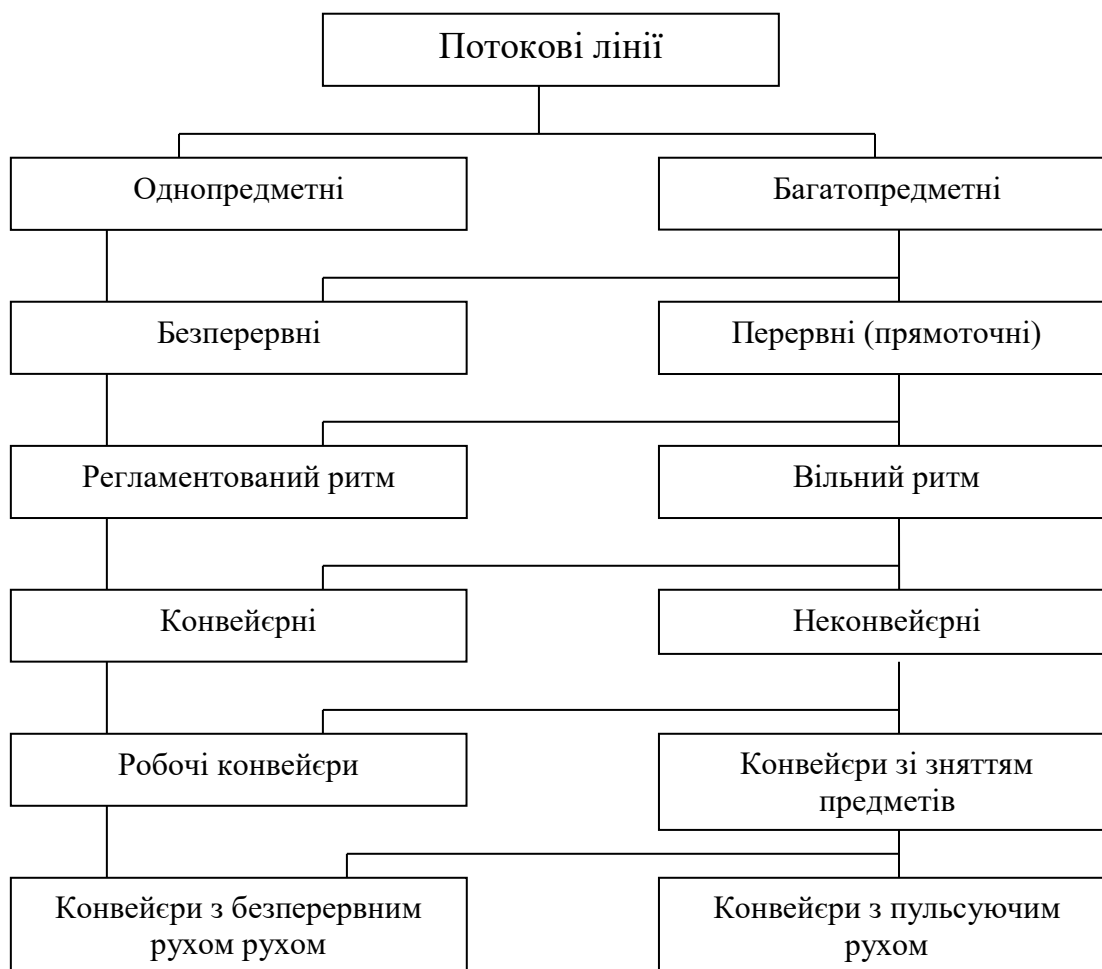 Потокові лінії
Однопредметні
Багатопредметні
Безперервні
Перервні (прямоточні)
Регламентований ритм
Вільний ритм
Конвейєрні
Неконвейєрні
Робочі конвейєри
Конвейєри зі зняттям
предметів
Конвейєри з безперервним
рухом рухом
Конвейєри з пульсуючим
рухом